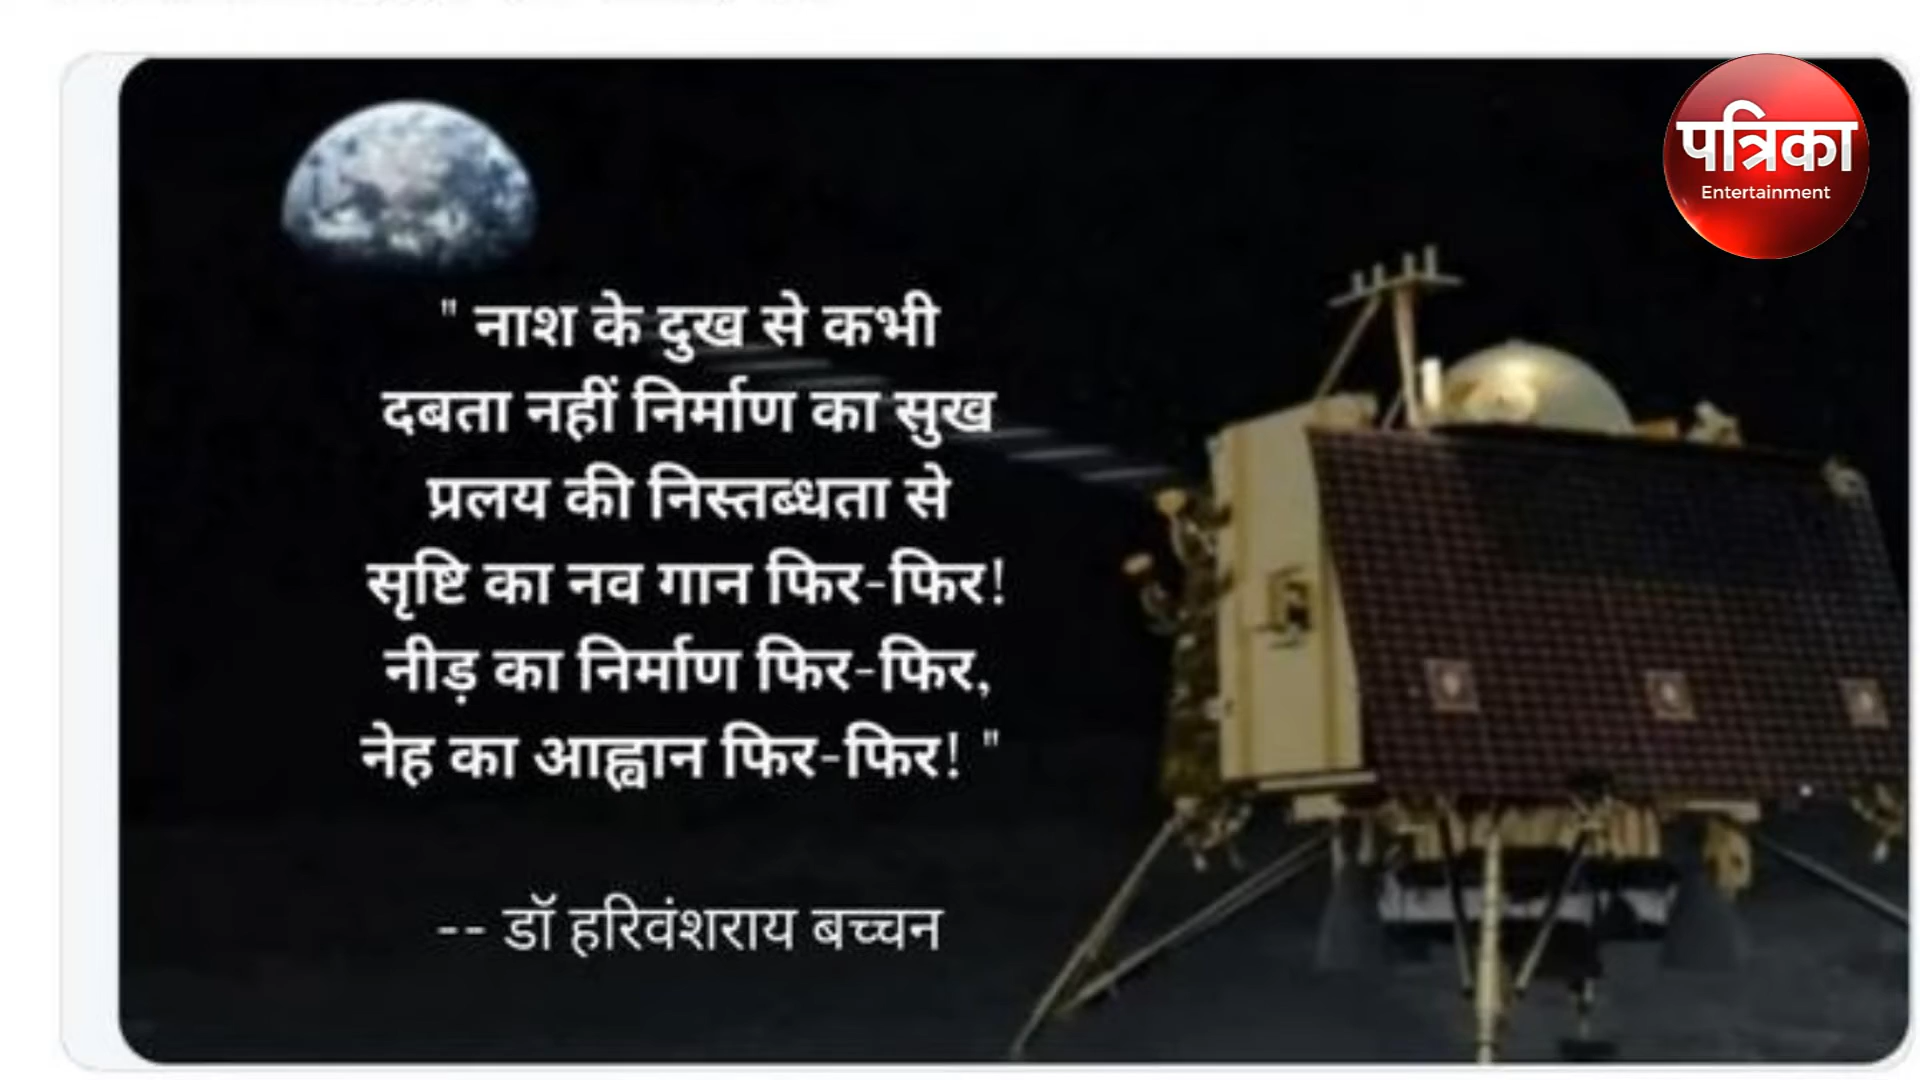 पत्रिका
Entertainment
" नाश के दुख से कभी
दबता नहीं निर्माण का सुख
प्रलय की निस्तब्धता से
सृष्टि का नव गान फिर-फिर!
नीड़ का निर्माण फिर-फिर,
नेह का आह्वान फिर-फिर! "
-- डॉ हरिवंशराय बच्चन